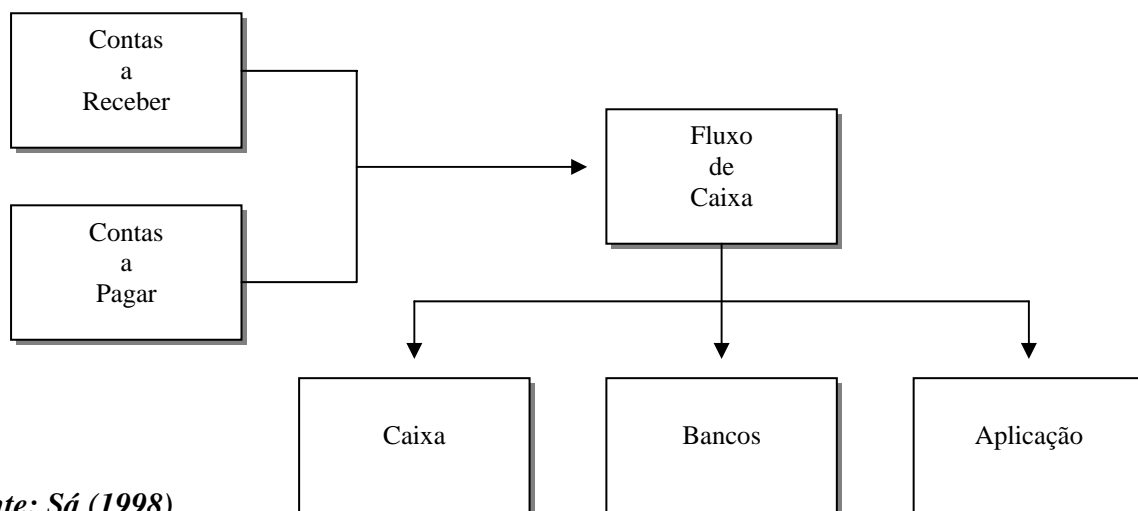 Contas
a
Receber
Fluxo
de
Caixa
Contas
a
Pagar
Caixa
Bancos
Aplicação
Sá (1998)